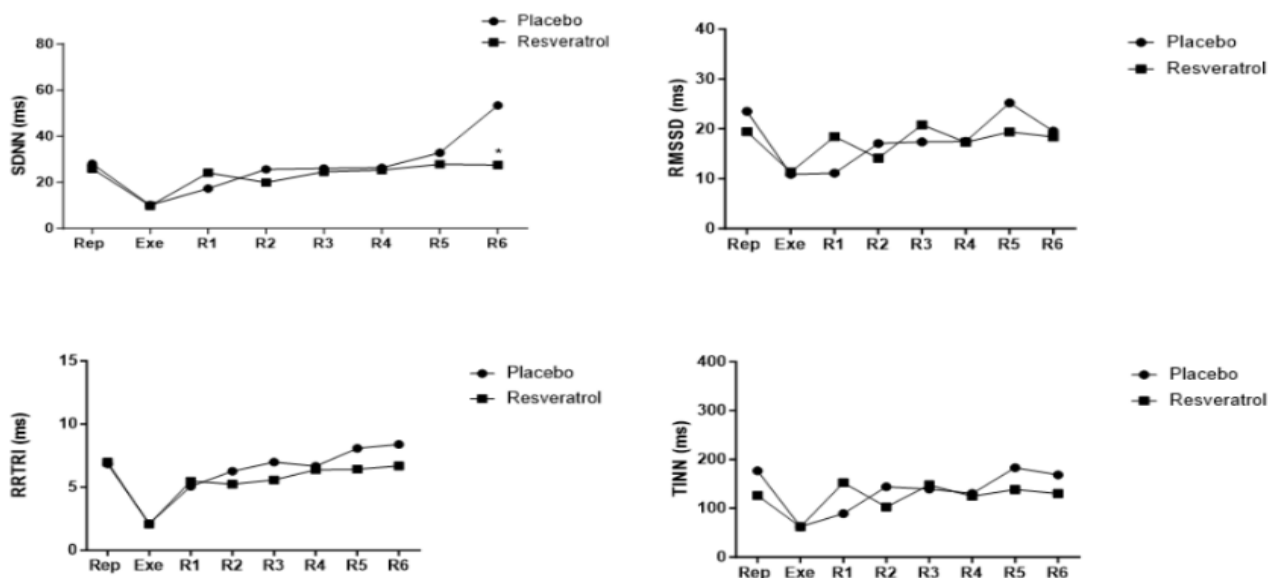 Placebo
Resveratrol
SDNN (ms)
80
60
40
20
0
Rep Exe R1 R2 R3 R4 R5 R6
*
Placebo
Resveratrol
RMSSD (ms)
40
30
20
10
0
Rep Exe R1 R2 R3 R4 R5 R6
Placebo
Resveratrol
RRTRI (ms)
15
10
5
0
Rep Exe R1 R2 R3 R4 R5 R6
Placebo
Resveratrol
TINN (ms)
400
300
200
100
000
Rep Exe R1 R2 R3 R4 R5 R6